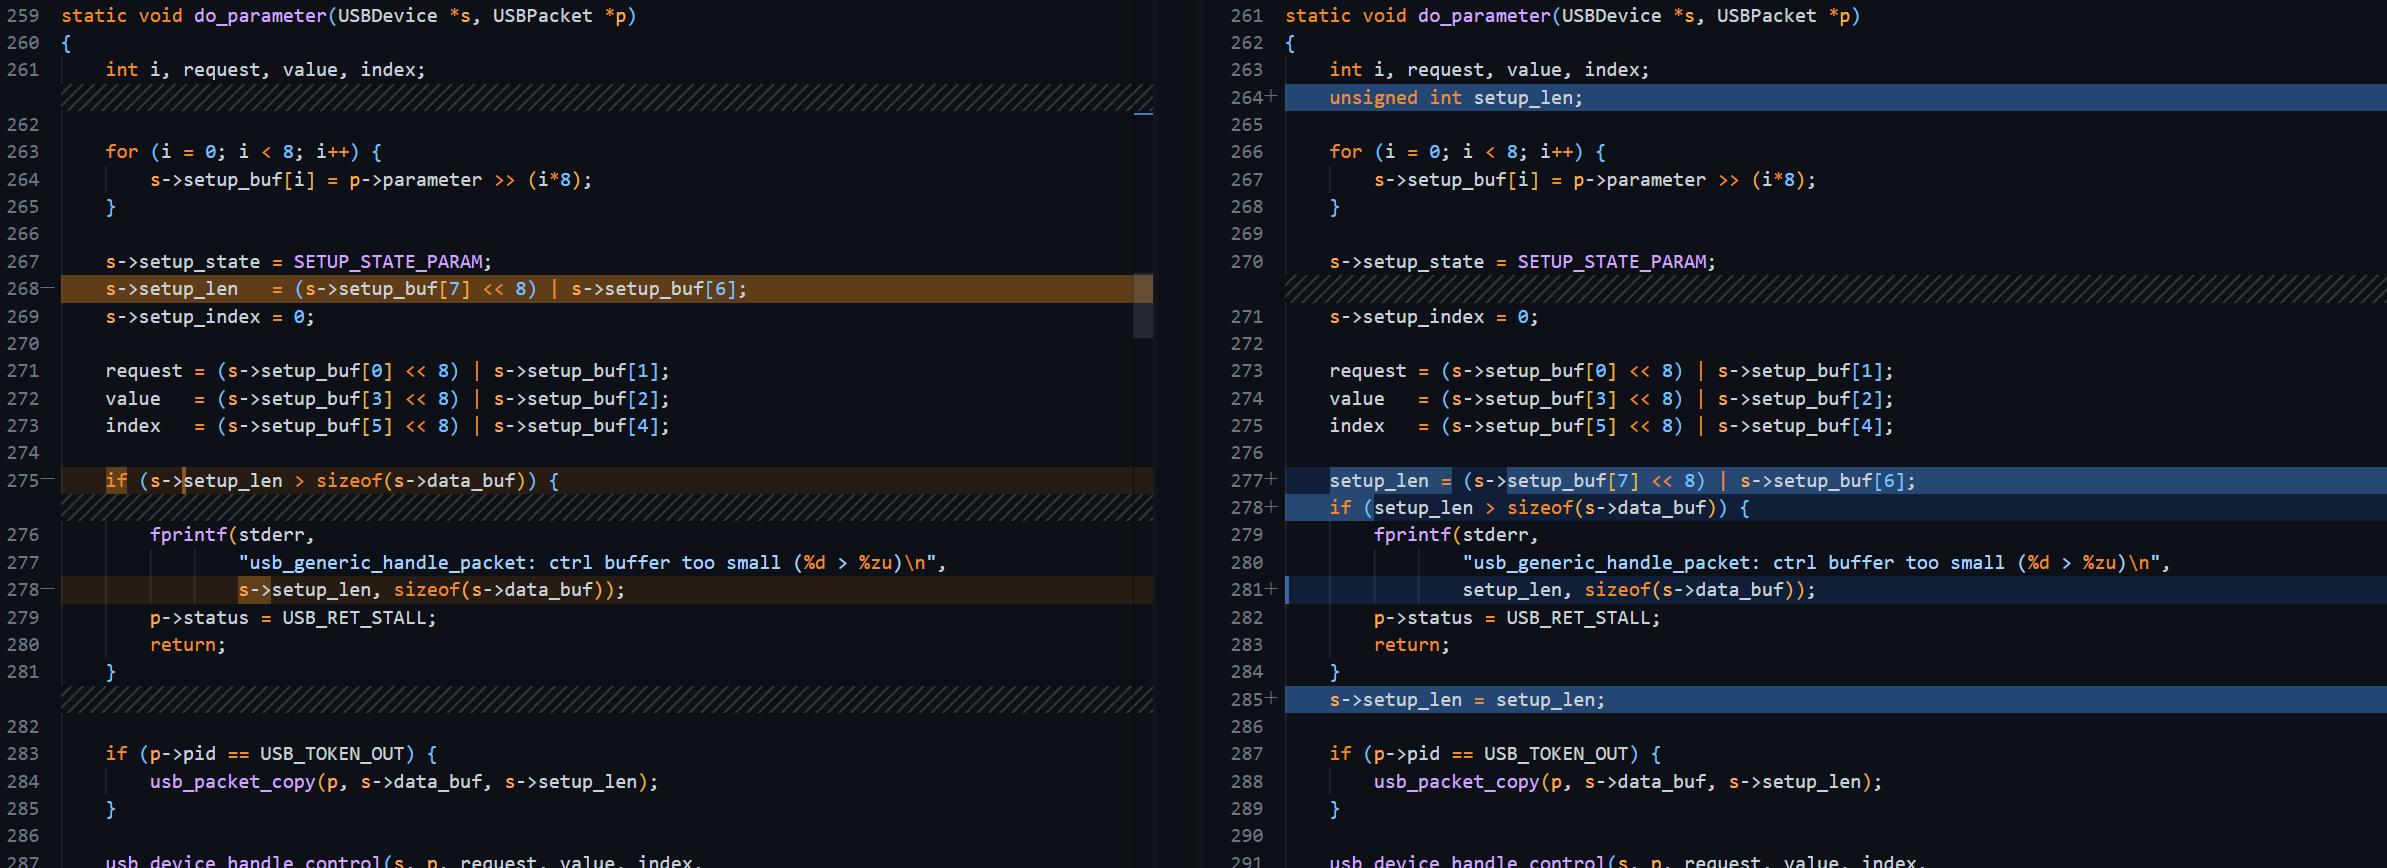 259 static void do_parameter(USBDevice *s, USBPacket *p)
260 {
261     int i, request, value, index;
262
263     for (i = 0; i < 8; i++) {
264         s->setup_buf[i] = p->parameter >> (i*8);
265     }
266
267     s->setup_state = SETUP_STATE_PARAM;
268—    s->setup_len   = (s->setup_buf[7] << 8) | s->setup_buf[6];
269     s->setup_index = 0;
270
271     request = (s->setup_buf[0] << 8) | s->setup_buf[1];
272     value   = (s->setup_buf[3] << 8) | s->setup_buf[2];
273     index   = (s->setup_buf[5] << 8) | s->setup_buf[4];
274
275—    if (s->setup_len > sizeof(s->data_buf)) {
276         fprintf(stderr,
277                 "usb_generic_handle_packet: ctrl buffer too small (%d > %zu)\n",
278—                s->setup_len, sizeof(s->data_buf));
279         p->status = USB_RET_STALL;
280         return;
281     }
282
283     if (p->pid == USB_TOKEN_OUT) {
284         usb_packet_copy(p, s->data_buf, s->setup_len);
285     }
286
287     usb_device_handle_control(s, p, request, value, index,
261 static void do_parameter(USBDevice *s, USBPacket *p)
262 {
263     int i, request, value, index;
264+    unsigned int setup_len;
265
266     for (i = 0; i < 8; i++) {
267         s->setup_buf[i] = p->parameter >> (i*8);
268     }
269
270     s->setup_state = SETUP_STATE_PARAM;
271     s->setup_index = 0;
272
273     request = (s->setup_buf[0] << 8) | s->setup_buf[1];
274     value   = (s->setup_buf[3] << 8) | s->setup_buf[2];
275     index   = (s->setup_buf[5] << 8) | s->setup_buf[4];
276
277+    setup_len = (s->setup_buf[7] << 8) | s->setup_buf[6];
278+    if (setup_len > sizeof(s->data_buf)) {
279         fprintf(stderr,
280                 "usb_generic_handle_packet: ctrl buffer too small (%d > %zu)\n",
281+                setup_len, sizeof(s->data_buf));
282         p->status = USB_RET_STALL;
283         return;
284     }
285+    s->setup_len = setup_len;
286
287     if (p->pid == USB_TOKEN_OUT) {
288         usb_packet_copy(p, s->data_buf, s->setup_len);
289     }
290
291     usb_device_handle_control(s, p, request, value, index,